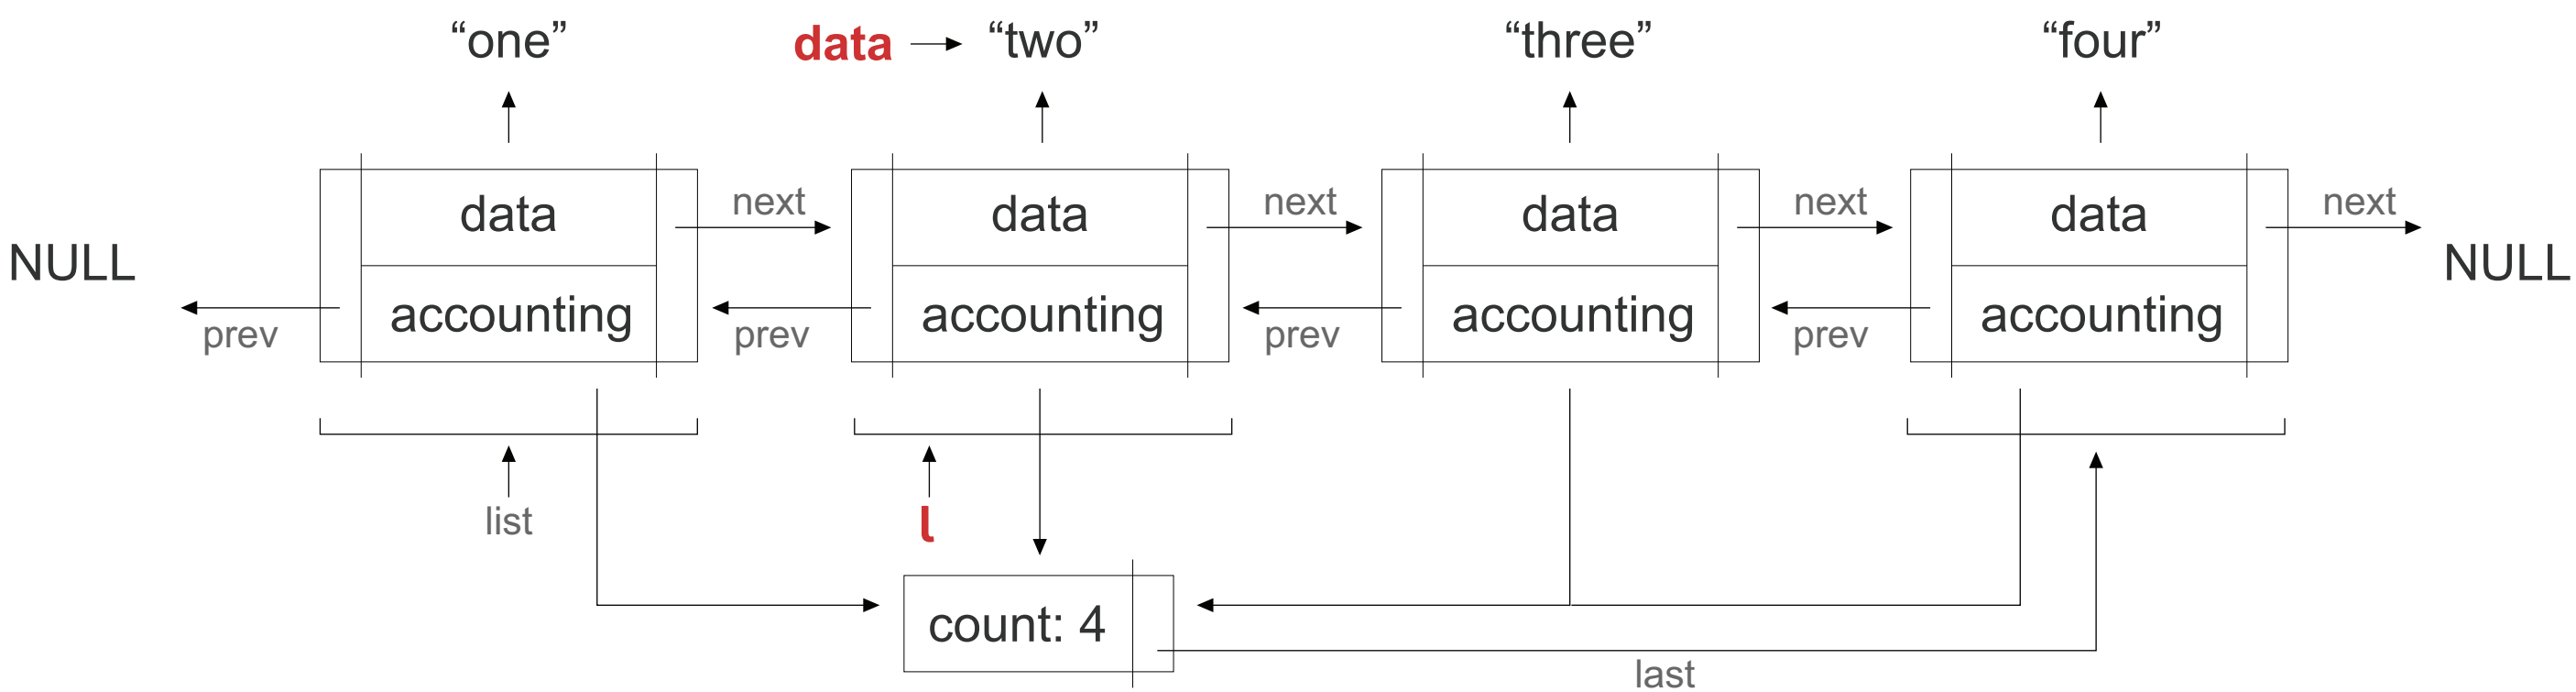 “one” data “two” “three” “four”
data next data next data next data next
NULL NULL
accounting accounting accounting accounting
prev prev prev prev
list l
count: 4
last